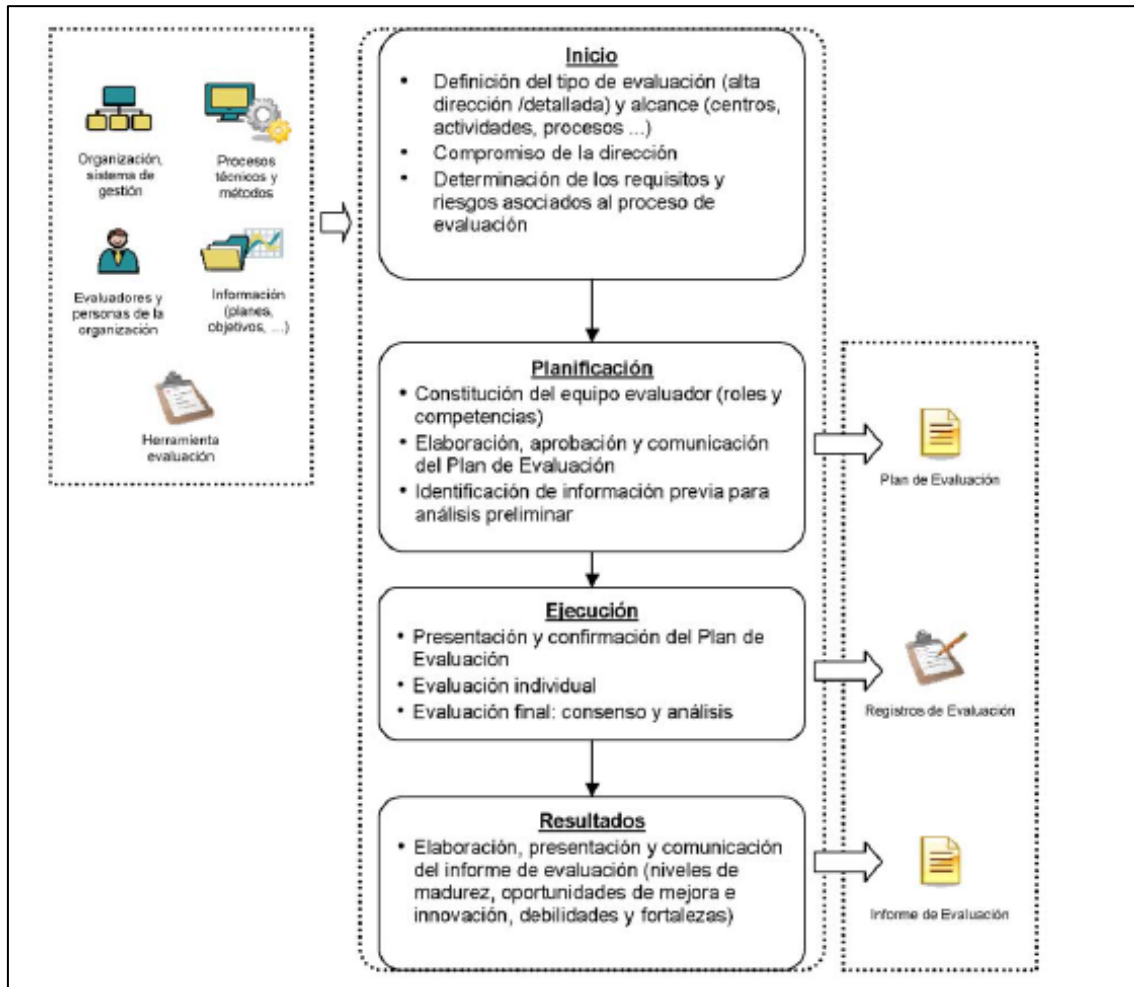 Organización,
sistema de
gestión
Procesos
técnicos y
métodos
Evaluadores y
personas de la
organización
Información
(planes,
objetivos, ...)
Herramienta
evaluación
Inicio
• Definición del tipo de evaluación (alta
dirección /detallada) y alcance (centros,
actividades, procesos ...)
• Compromiso de la dirección
• Determinación de los requisitos y
riesgos asociados al proceso de
evaluación
Planificación
• Constitución del equipo evaluador (roles y
competencias)
• Elaboración, aprobación y comunicación
del Plan de Evaluación
• Identificación de información previa para
análisis preliminar
Plan de Evaluación
Ejecución
• Presentación y confirmación del Plan de
Evaluación
• Evaluación individual
• Evaluación final: consenso y análisis
Registros de Evaluación
Resultados
• Elaboración, presentación y comunicación
del informe de evaluación (niveles de
madurez, oportunidades de mejora e
innovación, debilidades y fortalezas)
Informe de Evaluación